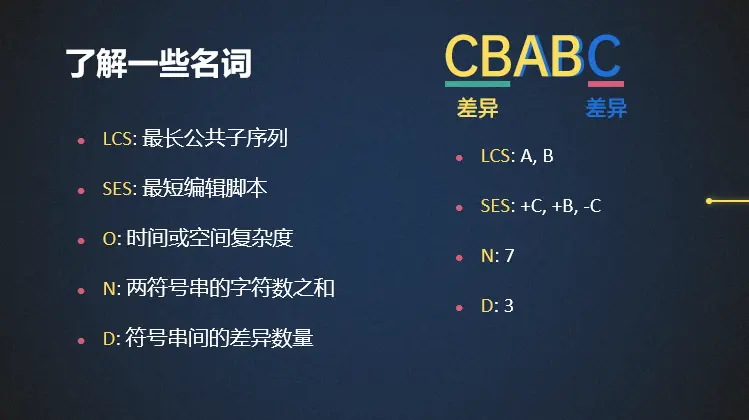 了解一些名词
LCS: 最长公共子序列
SES: 最短编辑脚本
O: 时间或空间复杂度
N: 两符号串的字符数之和
D: 符号串间的差异数量
CBABC
差异 差异
LCS: A, B
SES: +C, +B, -C
N: 7
D: 3